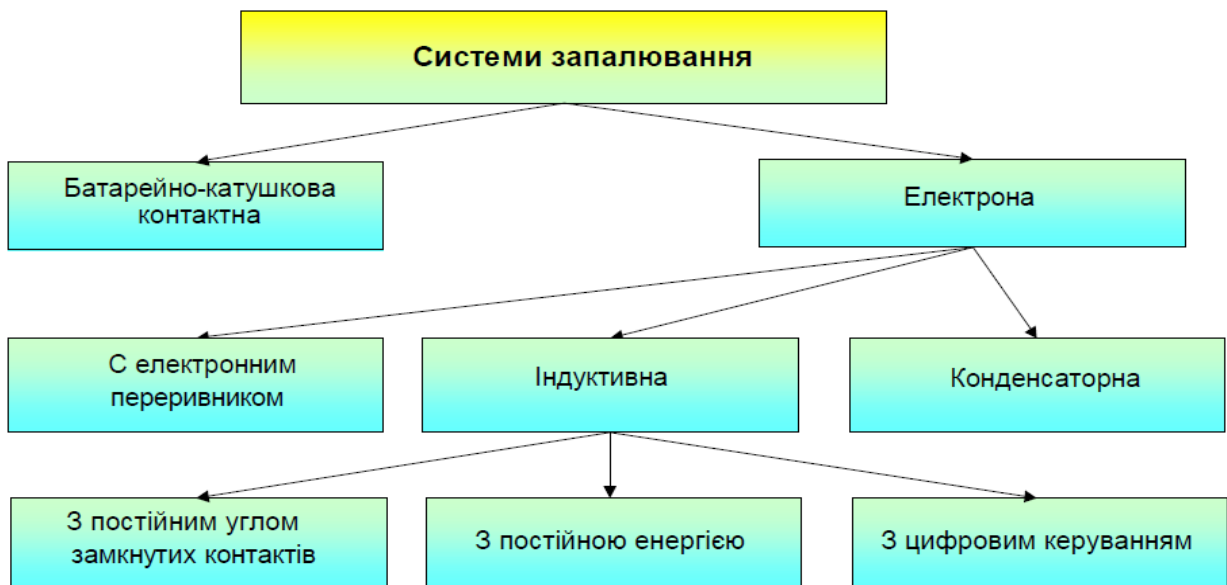 Системи запалювання
Батарейно-катушкова
контактна
Електрона
С електронним
переривником
Індуктивна
Конденсаторна
З постійним углом
замкнутих контактів
З постійною енергією
З цифровим керуванням